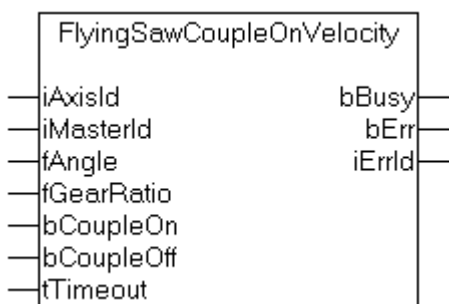 FlyingSawCoupleOnVelocity
iAxisId bBusy
iMasterId bErr
fAngle iErrId
fGearRatio
bCoupleOn
bCoupleOff
tTimeout